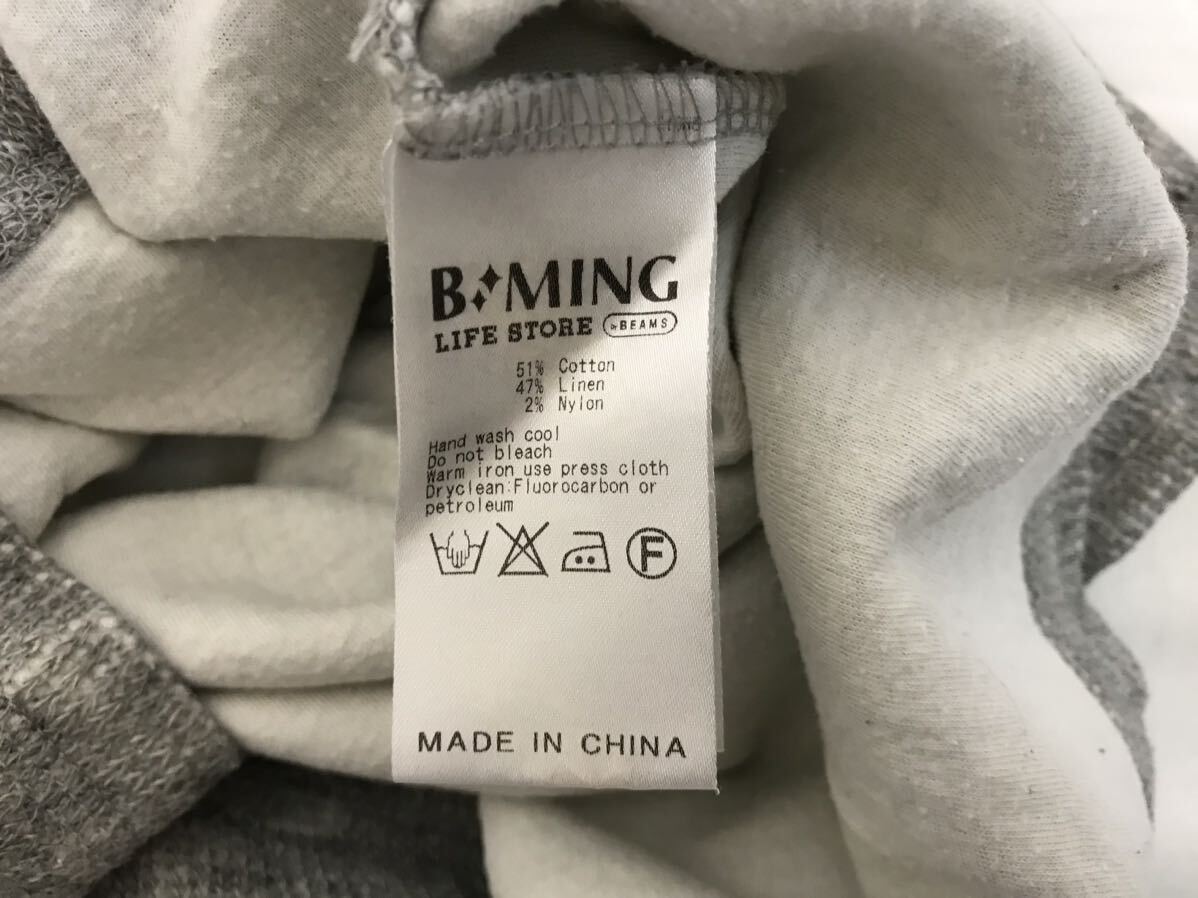 B MING
LIFE STORE by BEAMS
51% Cotton
47% Linen
2% Nylon
Hand wash cool
Do not bleach
Warm iron use press cloth
Dryclean:Fluorocarbon or
petroleum
F
MADE IN CHINA